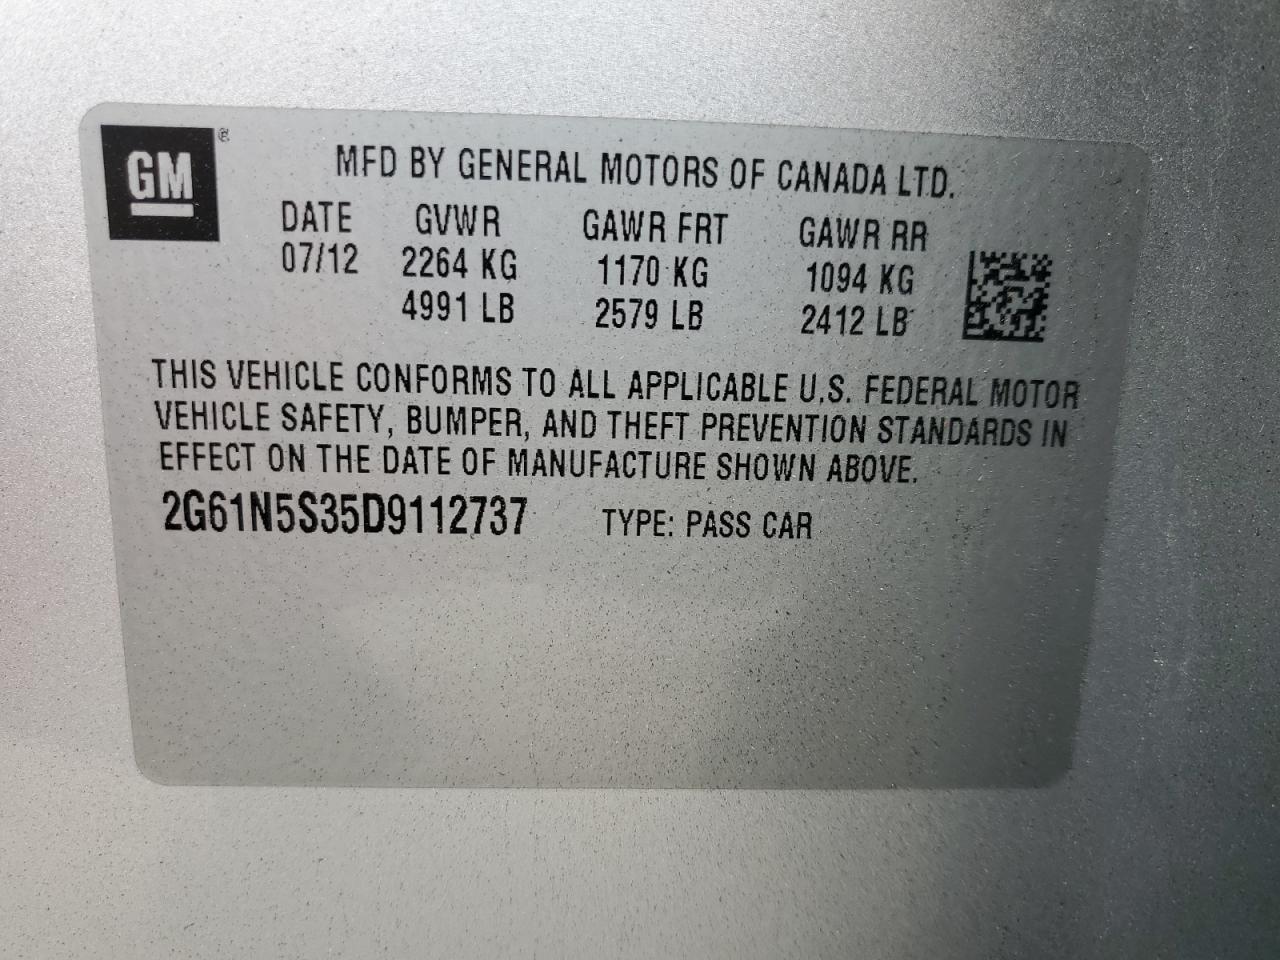 GM ®
MFD BY GENERAL MOTORS OF CANADA LTD.
DATE GVWR GAWR FRT GAWR RR
07/12 2264 KG 1170 KG 1094 KG
4991 LB 2579 LB 2412 LB
THIS VEHICLE CONFORMS TO ALL APPLICABLE U.S. FEDERAL MOTOR
VEHICLE SAFETY, BUMPER, AND THEFT PREVENTION STANDARDS IN
EFFECT ON THE DATE OF MANUFACTURE SHOWN ABOVE.
2G61N5S35D9112737 TYPE: PASS CAR